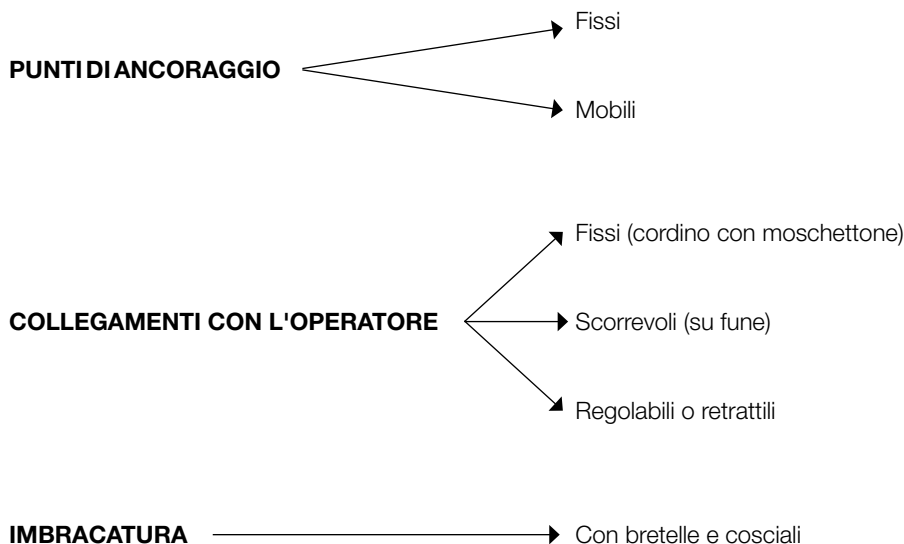 Fissi
PUNTI DI ANCORAGGIO
Mobili
Fissi (cordino con moschettone)
COLLEGAMENTI CON L'OPERATORE
Scorrevoli (su fune)
Regolabili o retrattili
IMBRACATURA
Con bretelle e cosciali